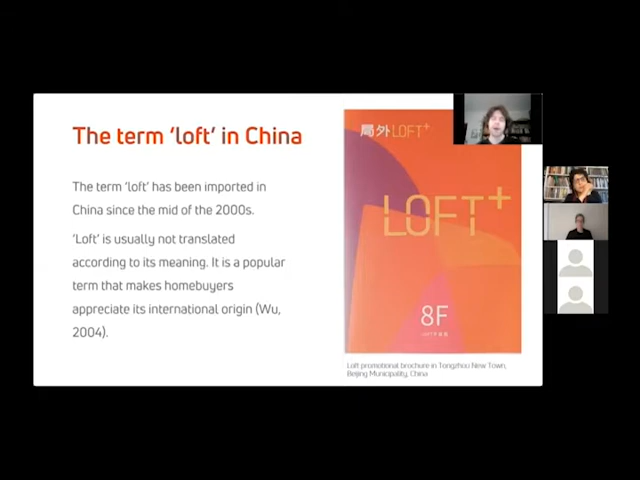 The term 'loft' in China
The term 'loft' has been imported in
China since the mid of the 2000s.
'Loft' is usually not translated
according to its meaning. It is a popular
term that makes homebuyers
appreciate its international origin (Wu,
2004).
局外LOFT+
LOFT+
8F
Loft promotional brochure in Tongzhou New Town,
Beijing Municipality, China